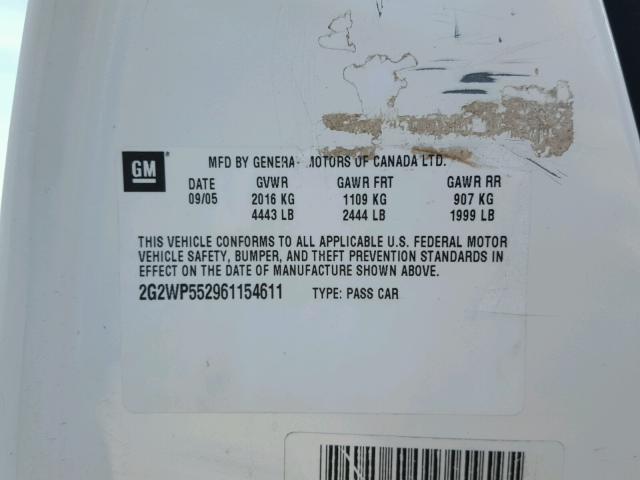 GM
MFD BY GENERA- MOTORS OF CANADA LTD.
DATE GVWR GAWR FRT GAWR RR
09/05 2016 KG 1109 KG 907 KG
4443 LB 2444 LB 1999 LB
THIS VEHICLE CONFORMS TO ALL APPLICABLE U.S. FEDERAL MOTOR
VEHICLE SAFETY, BUMPER, AND THEFT PREVENTION STANDARDS IN
EFFECT ON THE DATE OF MANUFACTURE SHOWN ABOVE.
2G2WP552961154611 TYPE: PASS CAR